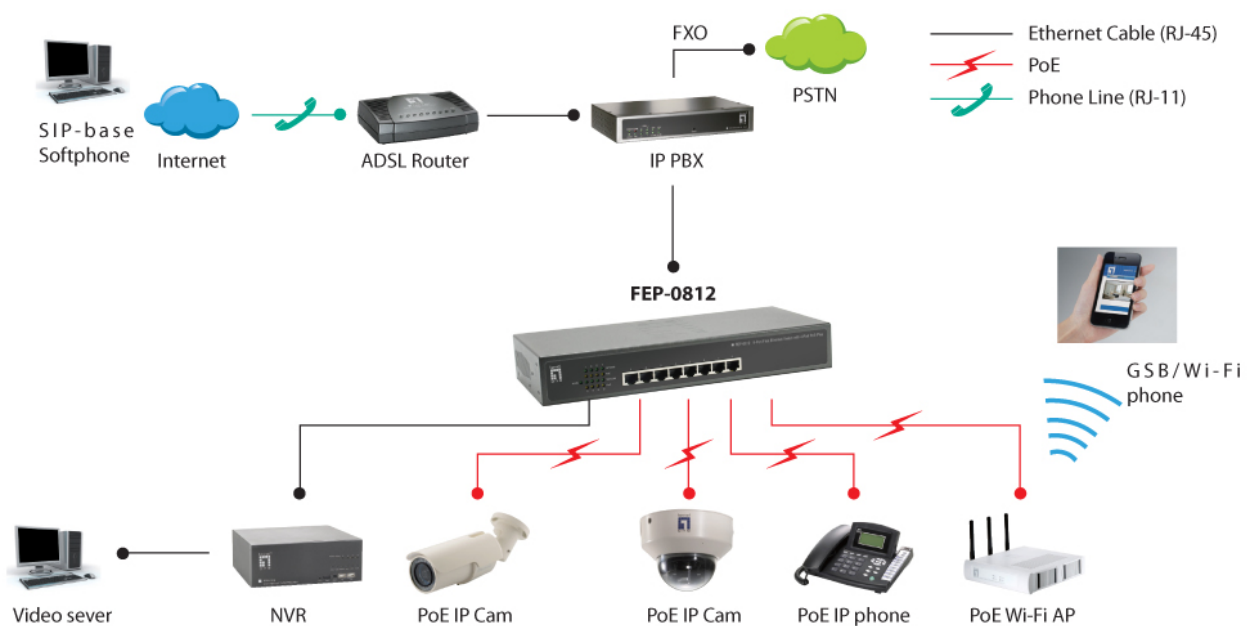 FXO
Ethernet Cable (RJ-45)
PoE
PSTN
Phone Line (RJ-11)
SIP-base
Softphone
Internet
ADSL Router
IP PBX
FEP-0812
GSB/Wi-Fi
phone
Video sever
NVR
PoE IP Cam
PoE IP Cam
PoE IP phone
PoE Wi-Fi AP